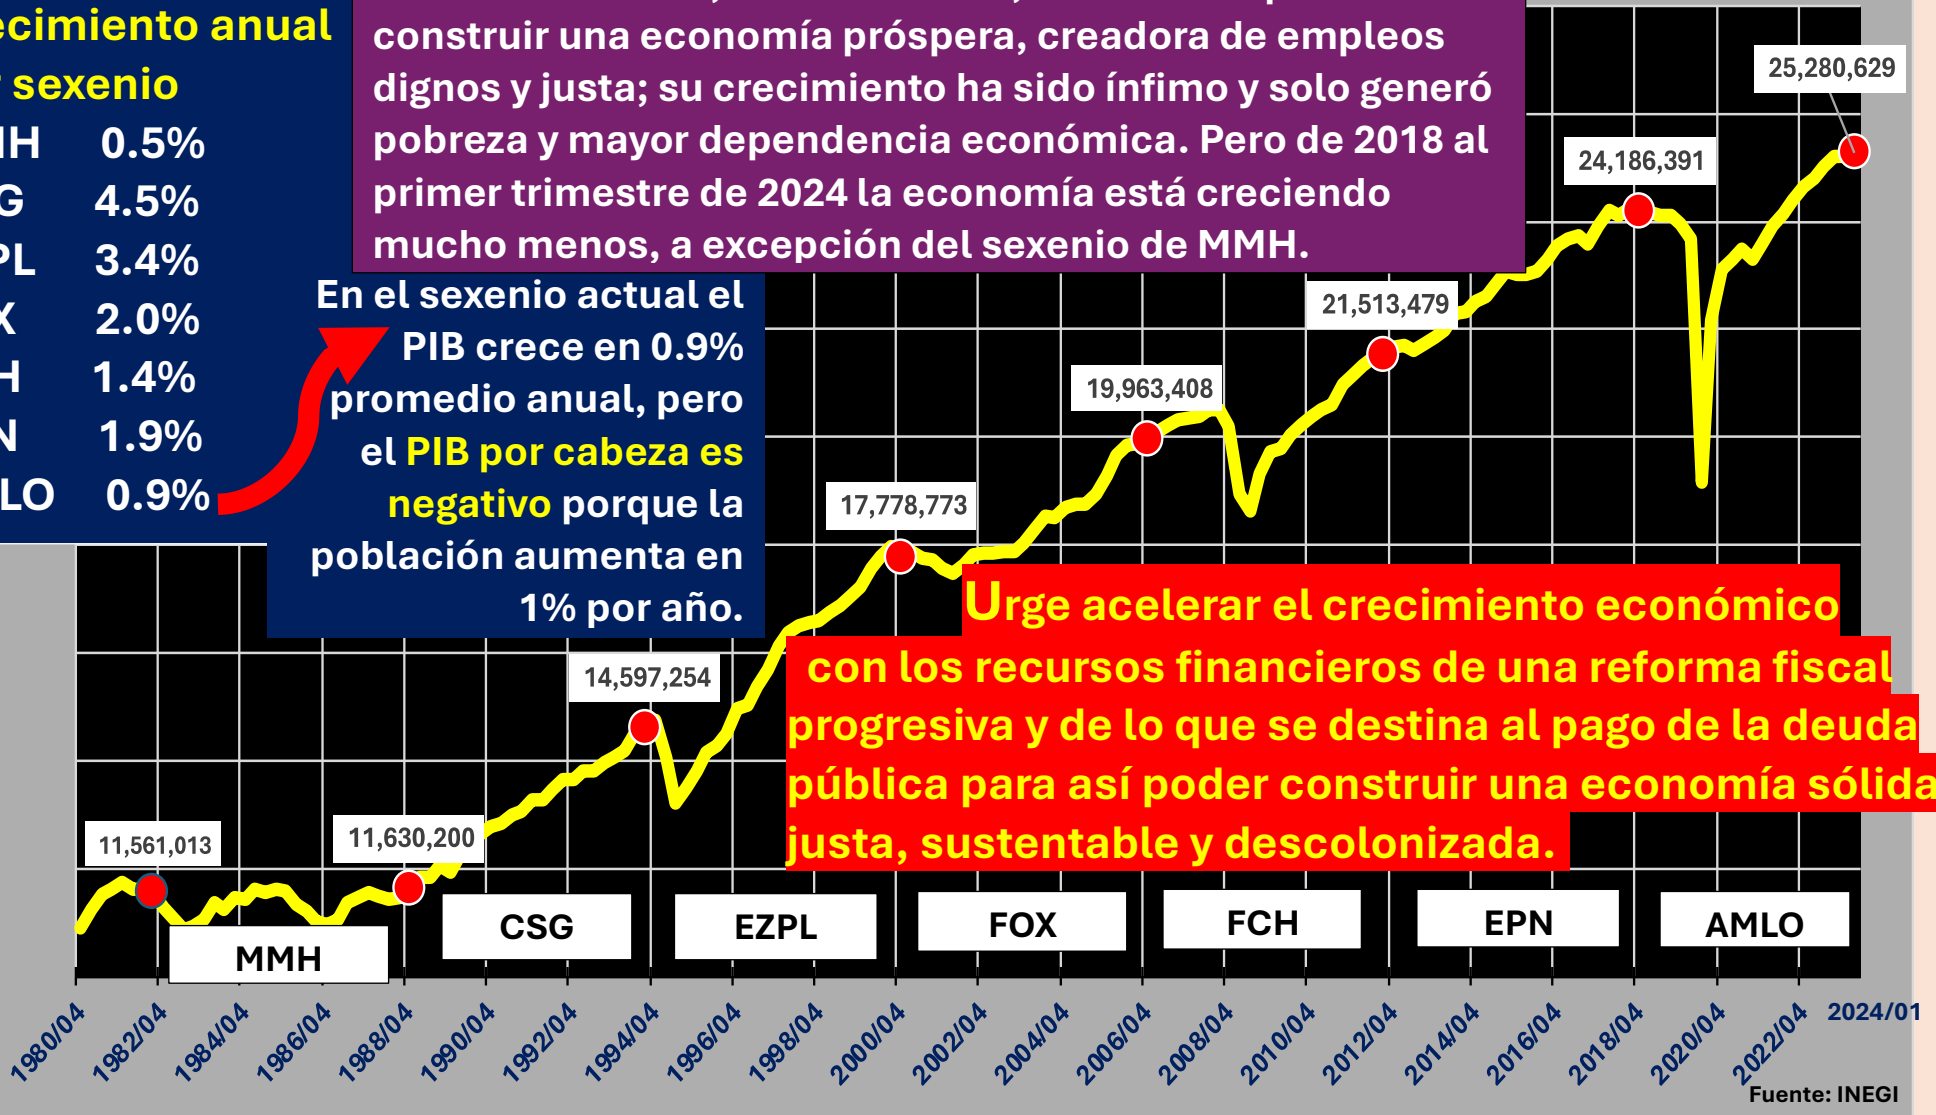 ecimiento anual
sexenio
IH 0.5%
G 4.5%
PL 3.4%
X 2.0%
H 1.4%
N 1.9%
LO 0.9%
construir una economía próspera, creadora de empleos
dignos y justa; su crecimiento ha sido ínfimo y solo generó
pobreza y mayor dependencia económica. Pero de 2018 al
primer trimestre de 2024 la economía está creciendo
mucho menos, a excepción del sexenio de MMH.
En el sexenio actual el
PIB crece en 0.9%
promedio anual, pero
el PIB por cabeza es
negativo porque la
población aumenta en
1% por año.
25,280,629
24,186,391
21,513,479
19,963,408
17,778,773
14,597,254
11,630,200
11,561,013
Urge acelerar el crecimiento económico
con los recursos financieros de una reforma fiscal
progresiva y de lo que se destina al pago de la deuda
pública para así poder construir una economía sólida
justa, sustentable y descolonizada.
MMH
CSG
EZPL
FOX
FCH
EPN
AMLO
1980/04
1982/04
1984/04
1986/04
1988/04
1990/04
1992/04
1994/04
1996/04
1998/04
2000/04
2002/04
2004/04
2006/04
2008/04
2010/04
2012/04
2014/04
2016/04
2018/04
2020/04
2022/04
2024/01
Fuente: INEGI